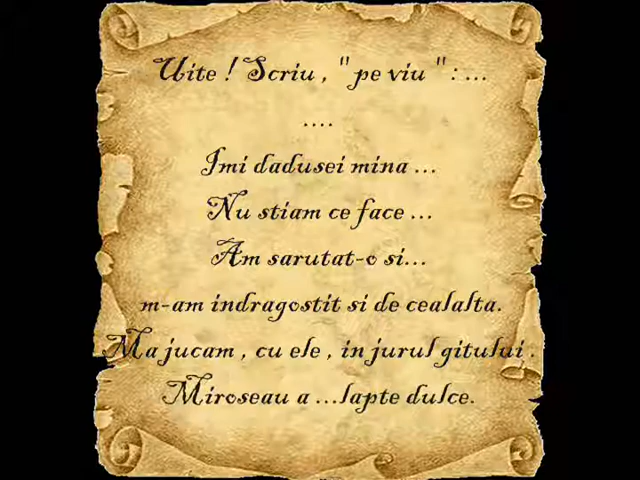 Uite ! Scriu , " pe viu " : ...
....
Imi dadusei mina ...
Nu stiam ce face ...
Am sarutat-o si...
m-am indragostit si de cealalta.
Ma jucam , cu ele , in jurul gitului .
Miroseau a ...lapte dulce.